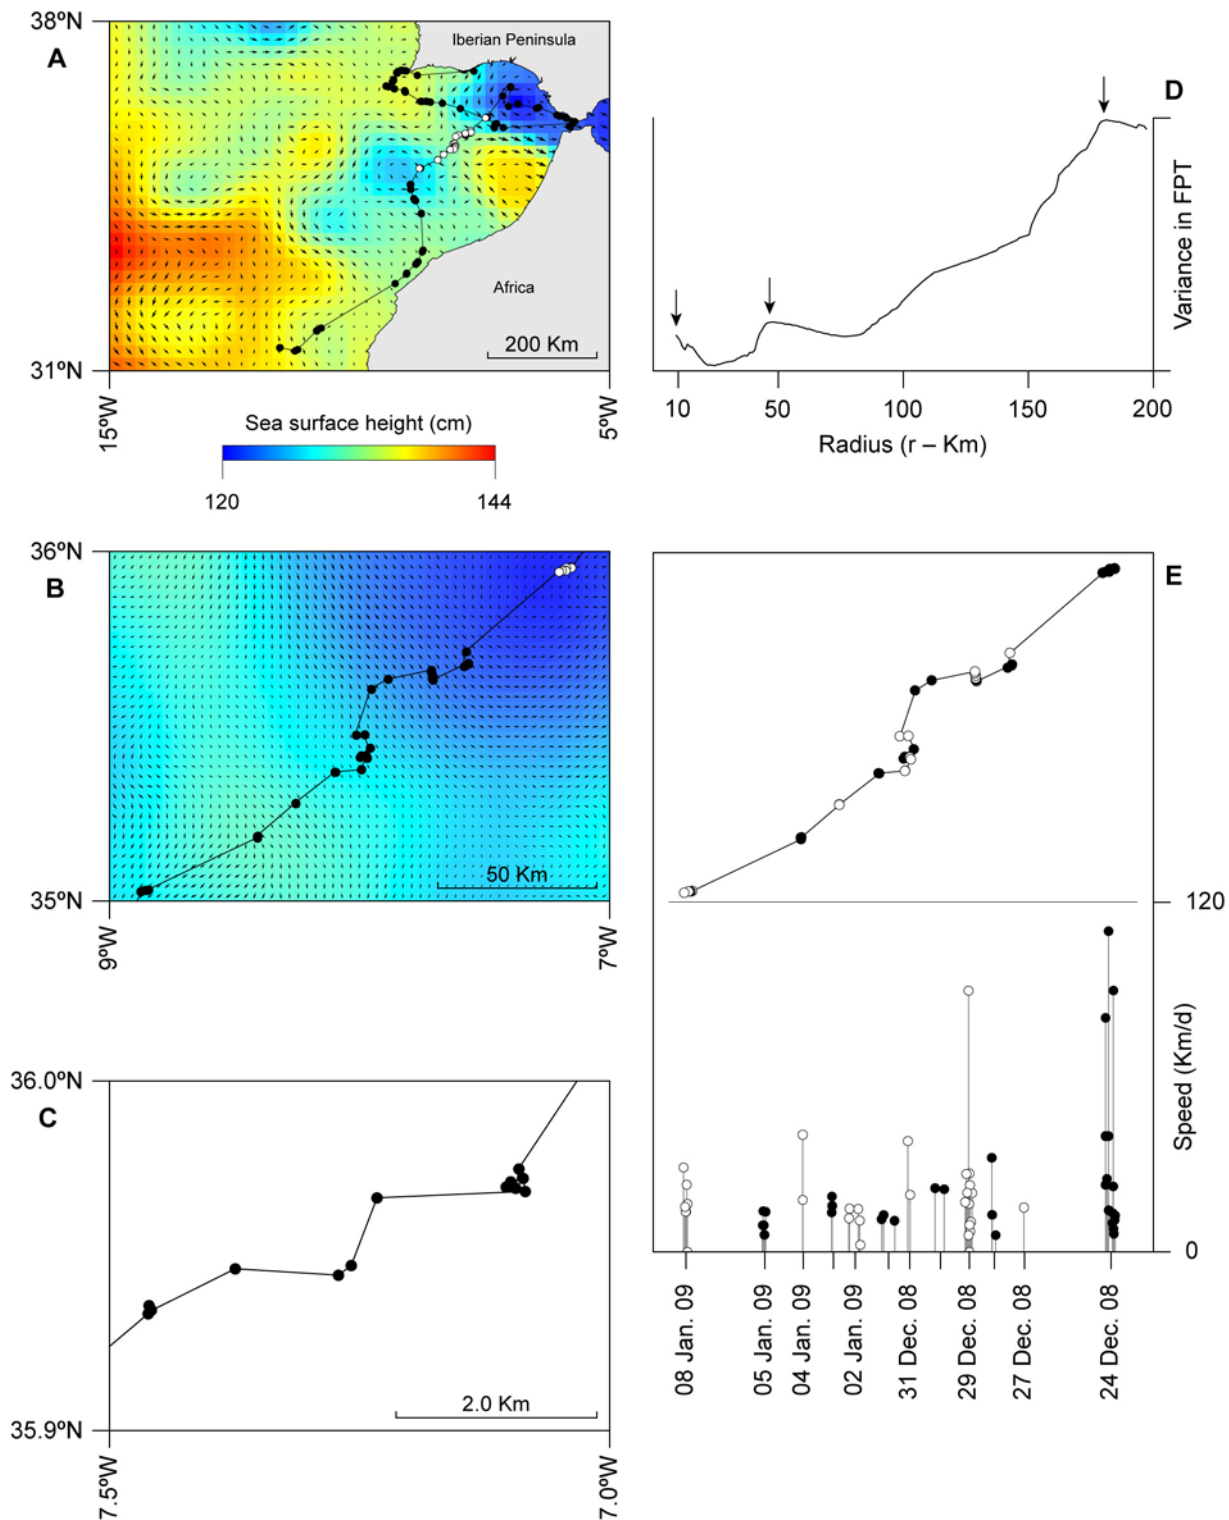 38ºN
A
Iberian Peninsula
Africa
200 Km
31ºN
15ºW
5ºW
Sea surface height (cm)
120
144
D
Variance in FPT
10
50
100
150
200
Radius (r – Km)
36ºN
B
50 Km
35ºN
9ºW
7ºW
E
120
Speed (Km/d)
0
08 Jan. 09
05 Jan. 09
04 Jan. 09
02 Jan. 09
31 Dec. 08
29 Dec. 08
27 Dec. 08
24 Dec. 08
36.0ºN
C
2.0 Km
35.9ºN
7.5ºW
7.0ºW